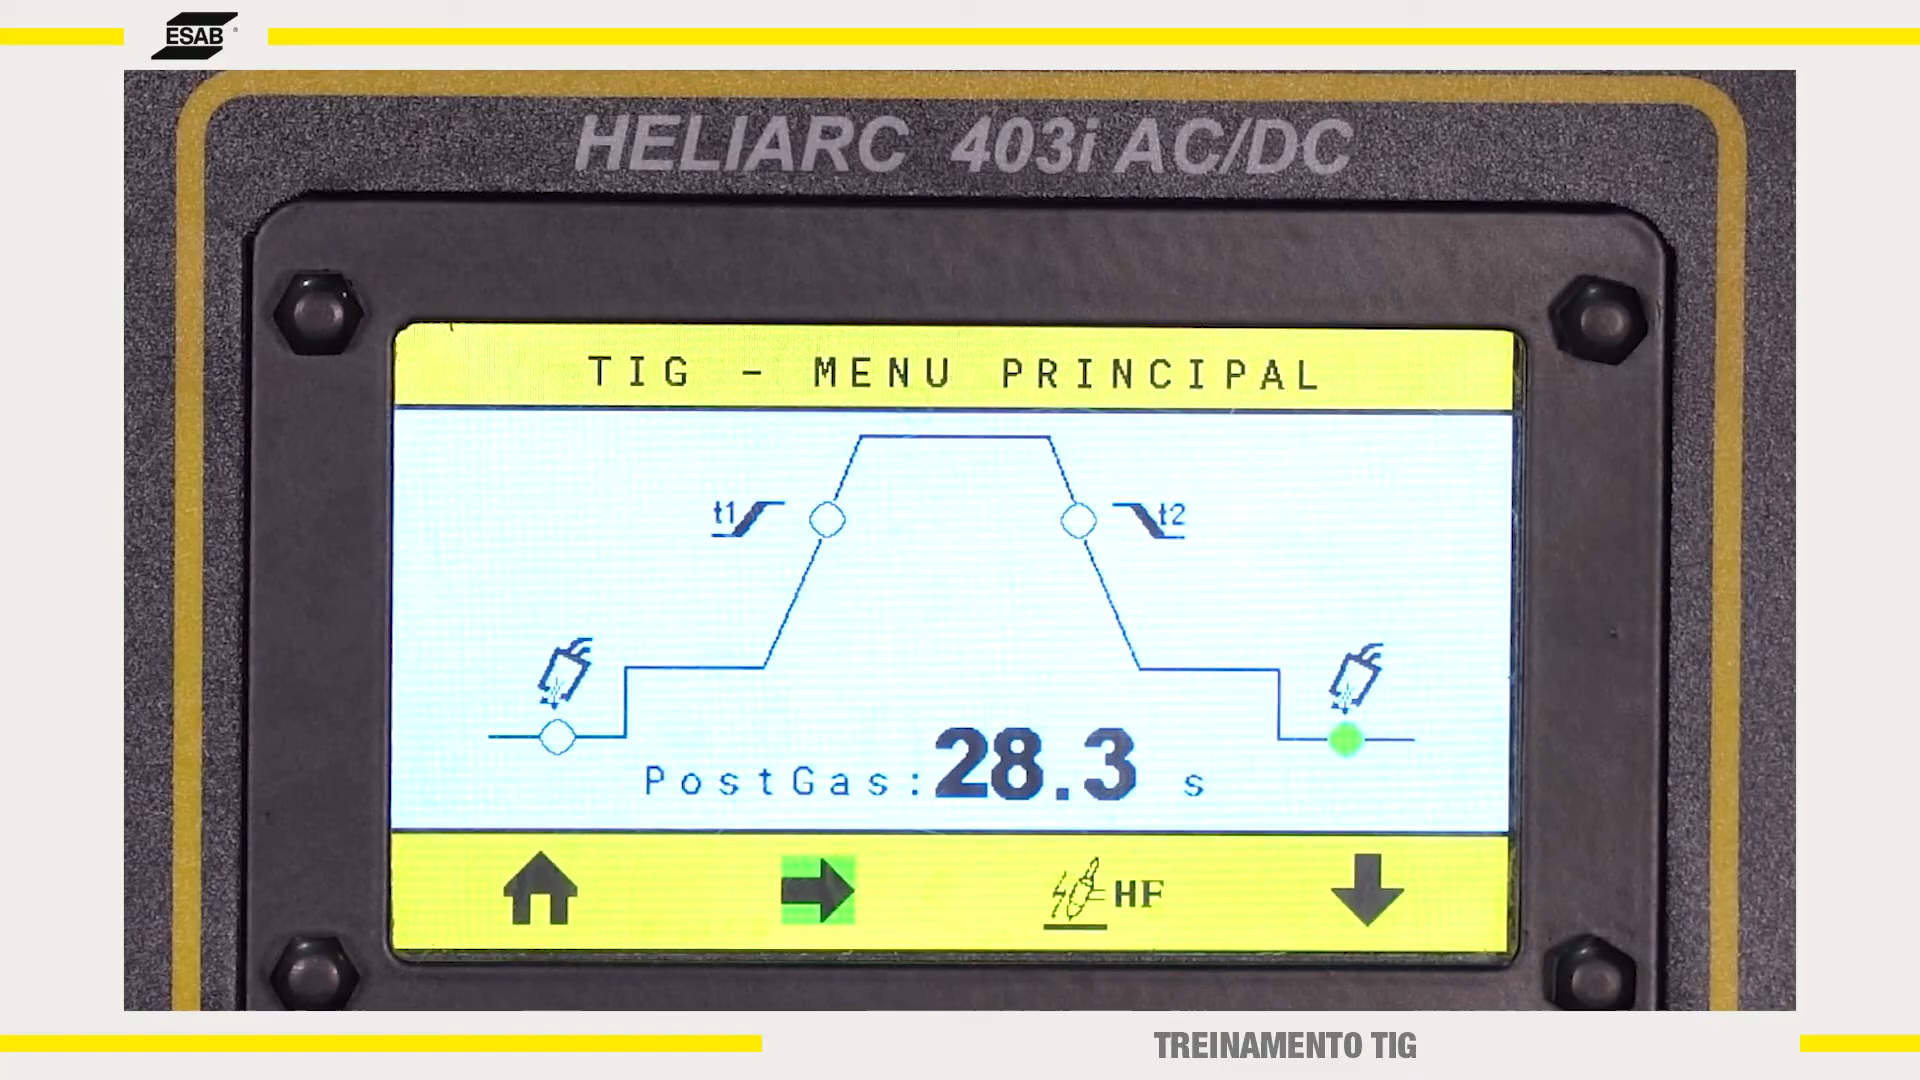 ESAB
HELIARC 403i AC/DC
TIG - MENU PRINCIPAL
t1
t2
PostGas: 28.3 s
HF
TREINAMENTO TIG